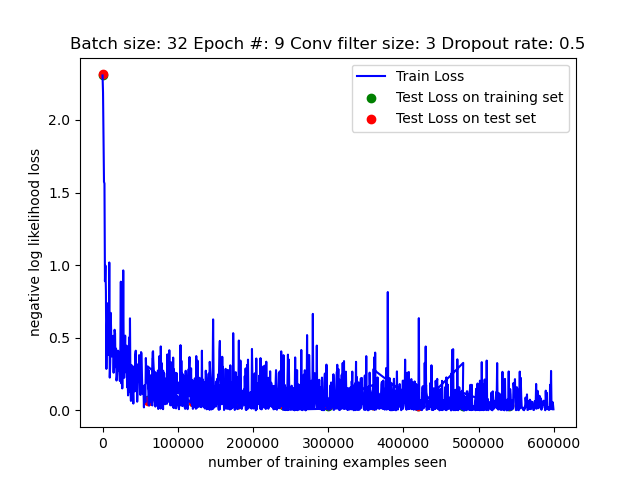 Batch size: 32 Epoch #: 9 Conv filter size: 3 Dropout rate: 0.5
Train Loss
Test Loss on training set
Test Loss on test set
negative log likelihood loss
2.0
1.5
1.0
0.5
0.0
0 100000 200000 300000 400000 500000 600000
number of training examples seen